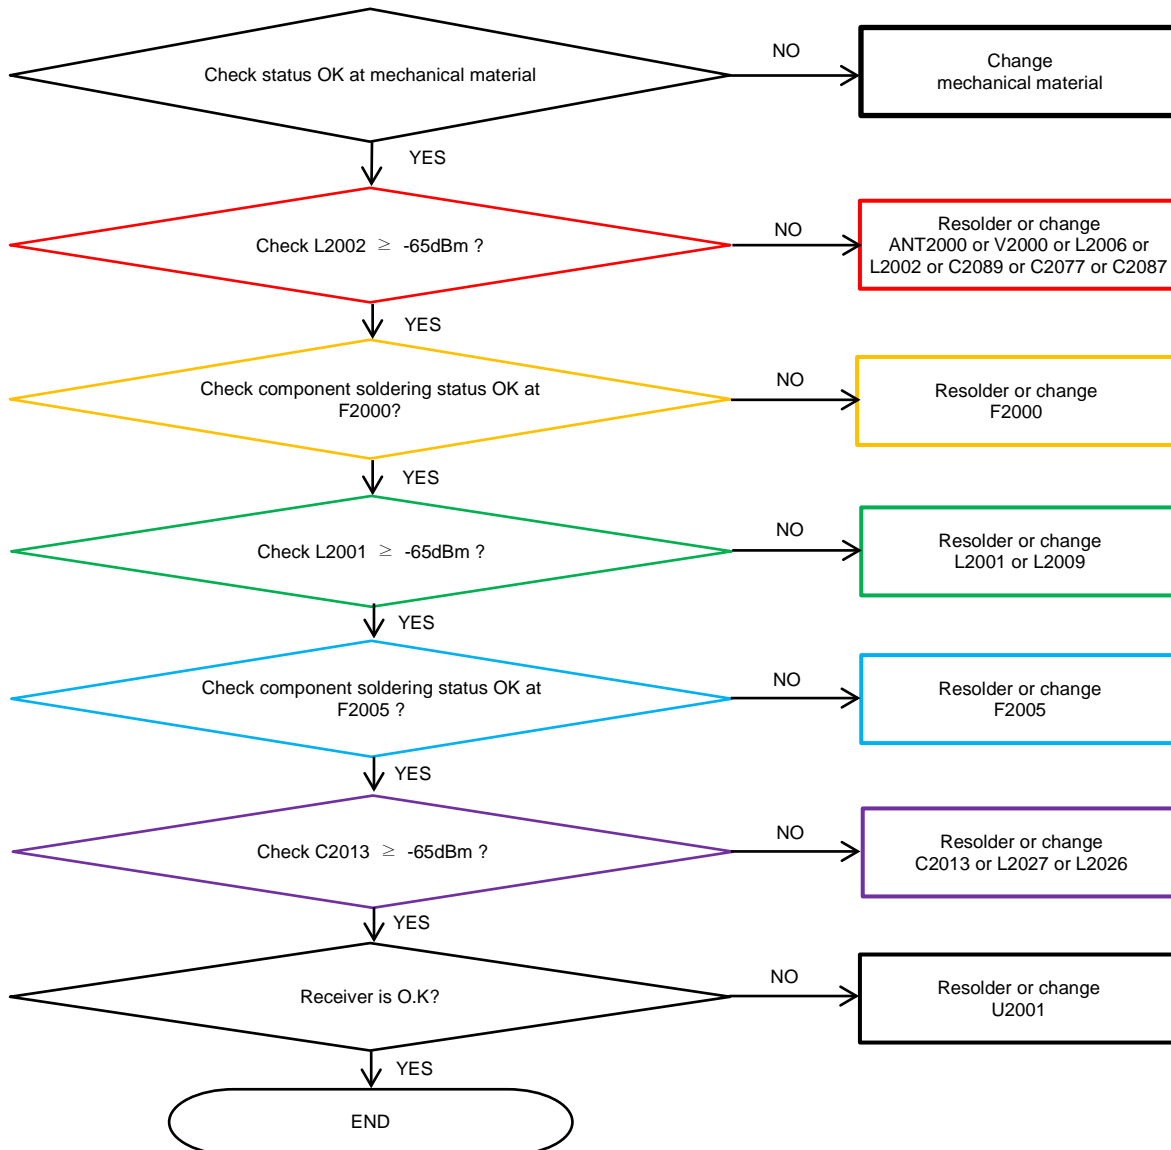 Check status OK at mechanical material
NO
Change
mechanical material
YES
Check L2002 ≥ -65dBm ?
NO
Resolder or change
ANT2000 or V2000 or L2006 or
L2002 or C2089 or C2077 or C2087
YES
Check component soldering status OK at
F2000?
NO
Resolder or change
F2000
YES
Check L2001 ≥ -65dBm ?
NO
Resolder or change
L2001 or L2009
YES
Check component soldering status OK at
F2005 ?
NO
Resolder or change
F2005
YES
Check C2013 ≥ -65dBm ?
NO
Resolder or change
C2013 or L2027 or L2026
YES
Receiver is O.K?
NO
Resolder or change
U2001
YES
END